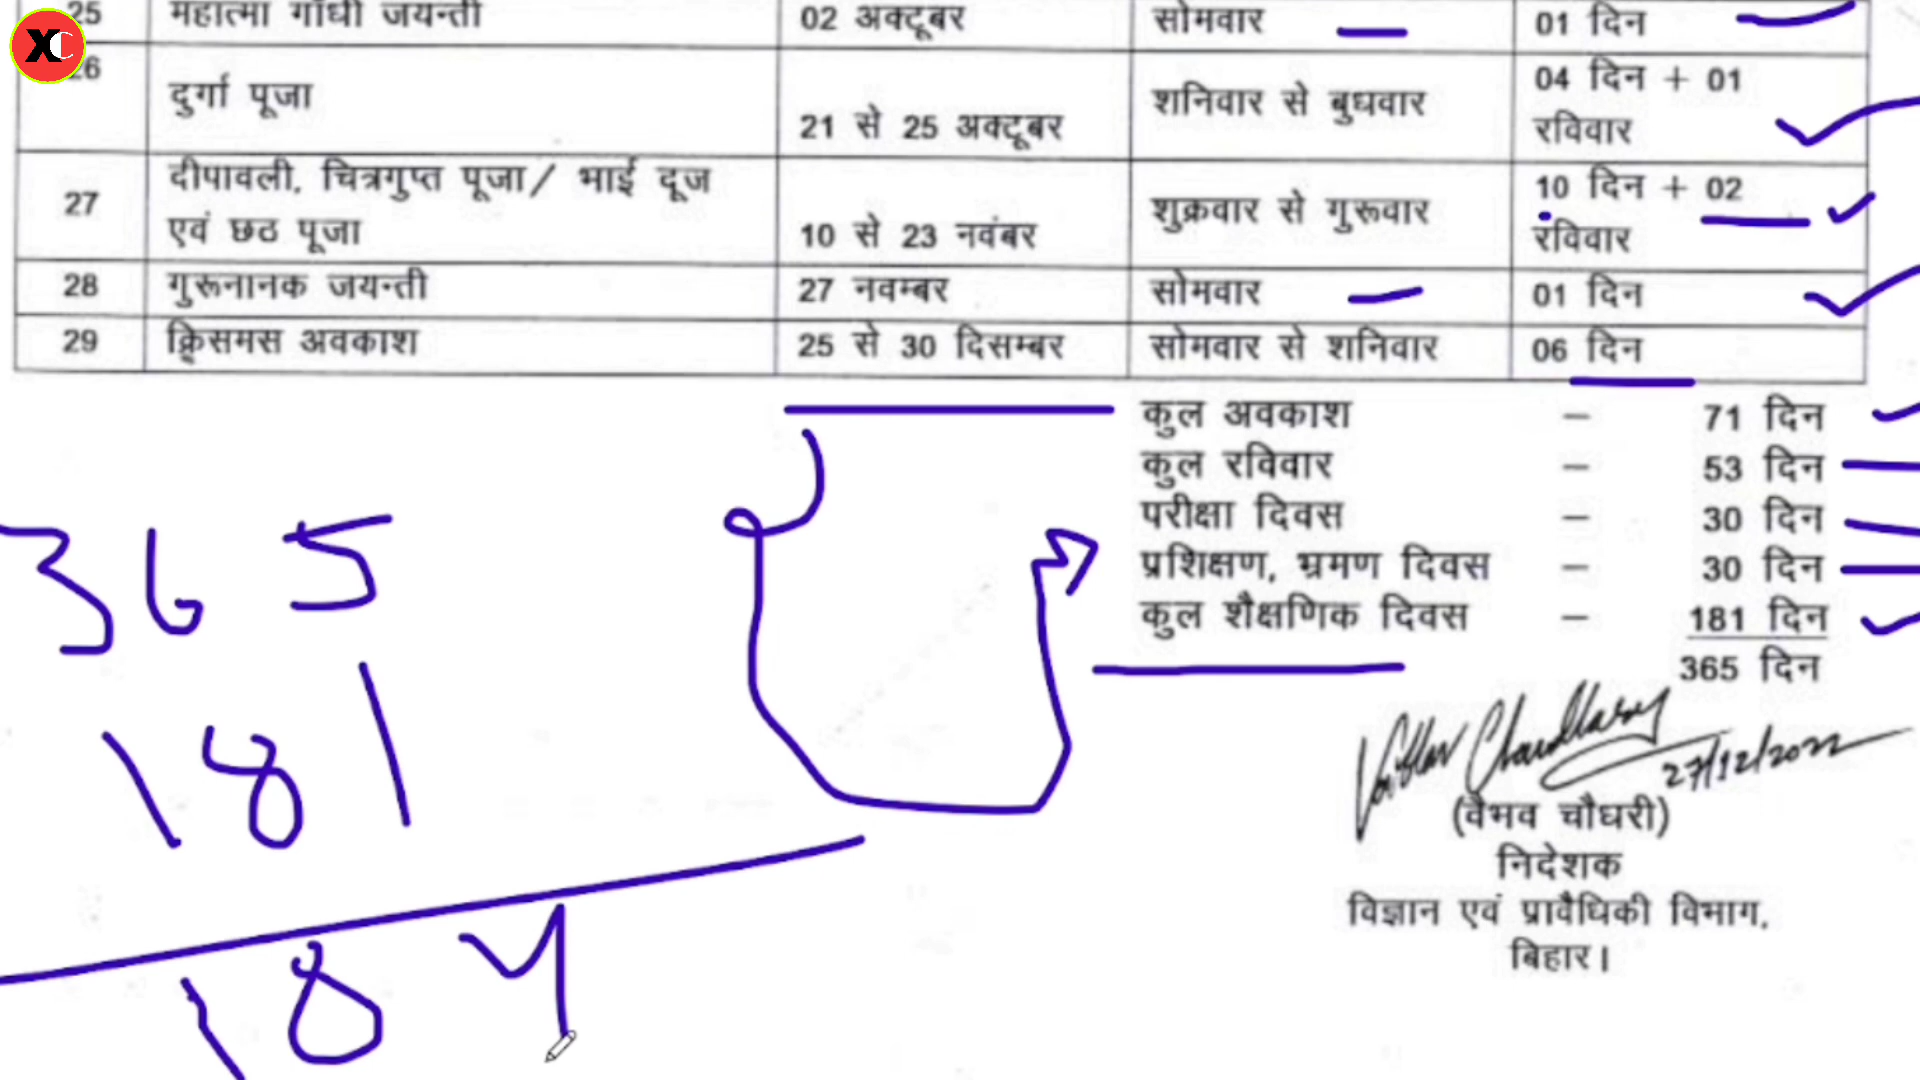 XC
25 महात्मा गाँधी जयन्ती 02 अक्टूबर सोमवार 01 दिन
26 दुर्गा पूजा 21 से 25 अक्टूबर शनिवार से बुधवार 04 दिन + 01 रविवार
27 दीपावली, चित्रगुप्त पूजा/ भाई दूज एवं छठ पूजा 10 से 23 नवंबर शुक्रवार से गुरूवार 10 दिन + 02 रविवार
28 गुरूनानक जयन्ती 27 नवम्बर सोमवार 01 दिन
29 क्रिसमस अवकाश 25 से 30 दिसम्बर सोमवार से शनिवार 06 दिन
कुल अवकाश – 71 दिन
कुल रविवार – 53 दिन
परीक्षा दिवस – 30 दिन
प्रशिक्षण, भ्रमण दिवस – 30 दिन
कुल शैक्षणिक दिवस – 181 दिन
365 दिन
365
181
184
Vaibhav Chaudhary
27/12/2022
(वैभव चौधरी)
निदेशक
विज्ञान एवं प्रावैधिकी विभाग,
बिहार।